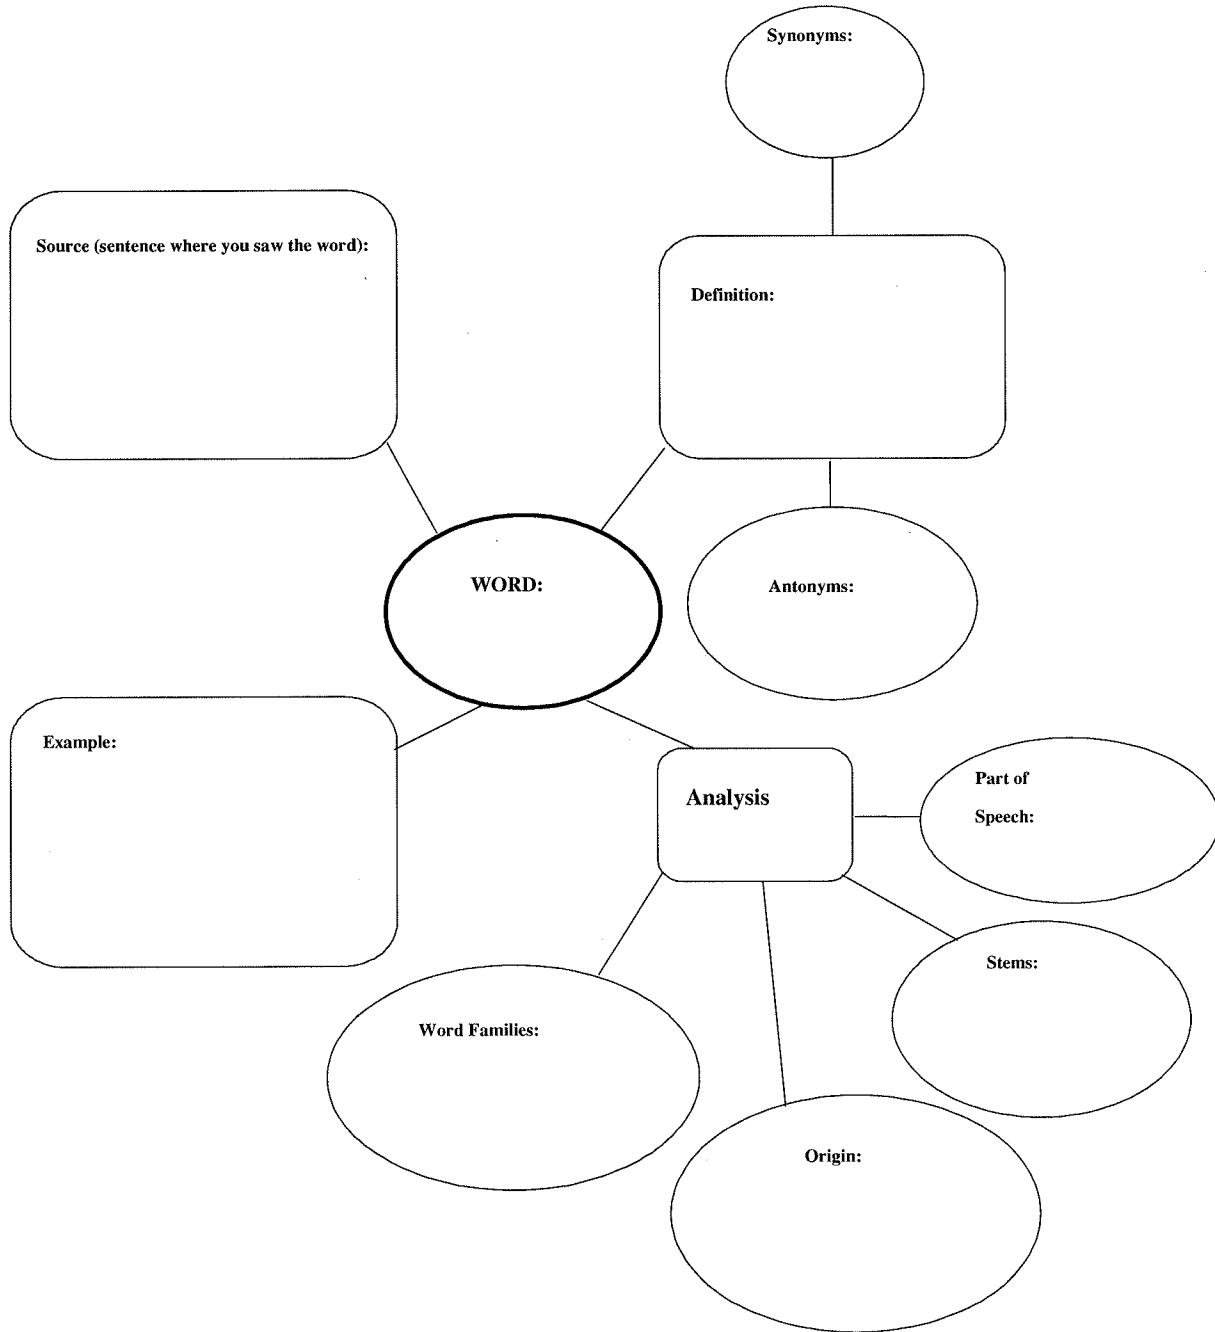 Synonyms:
Source (sentence where you saw the word):
Definition:
WORD:
Antonyms:
Example:
Analysis
Part of
Speech:
Stems:
Word Families:
Origin: